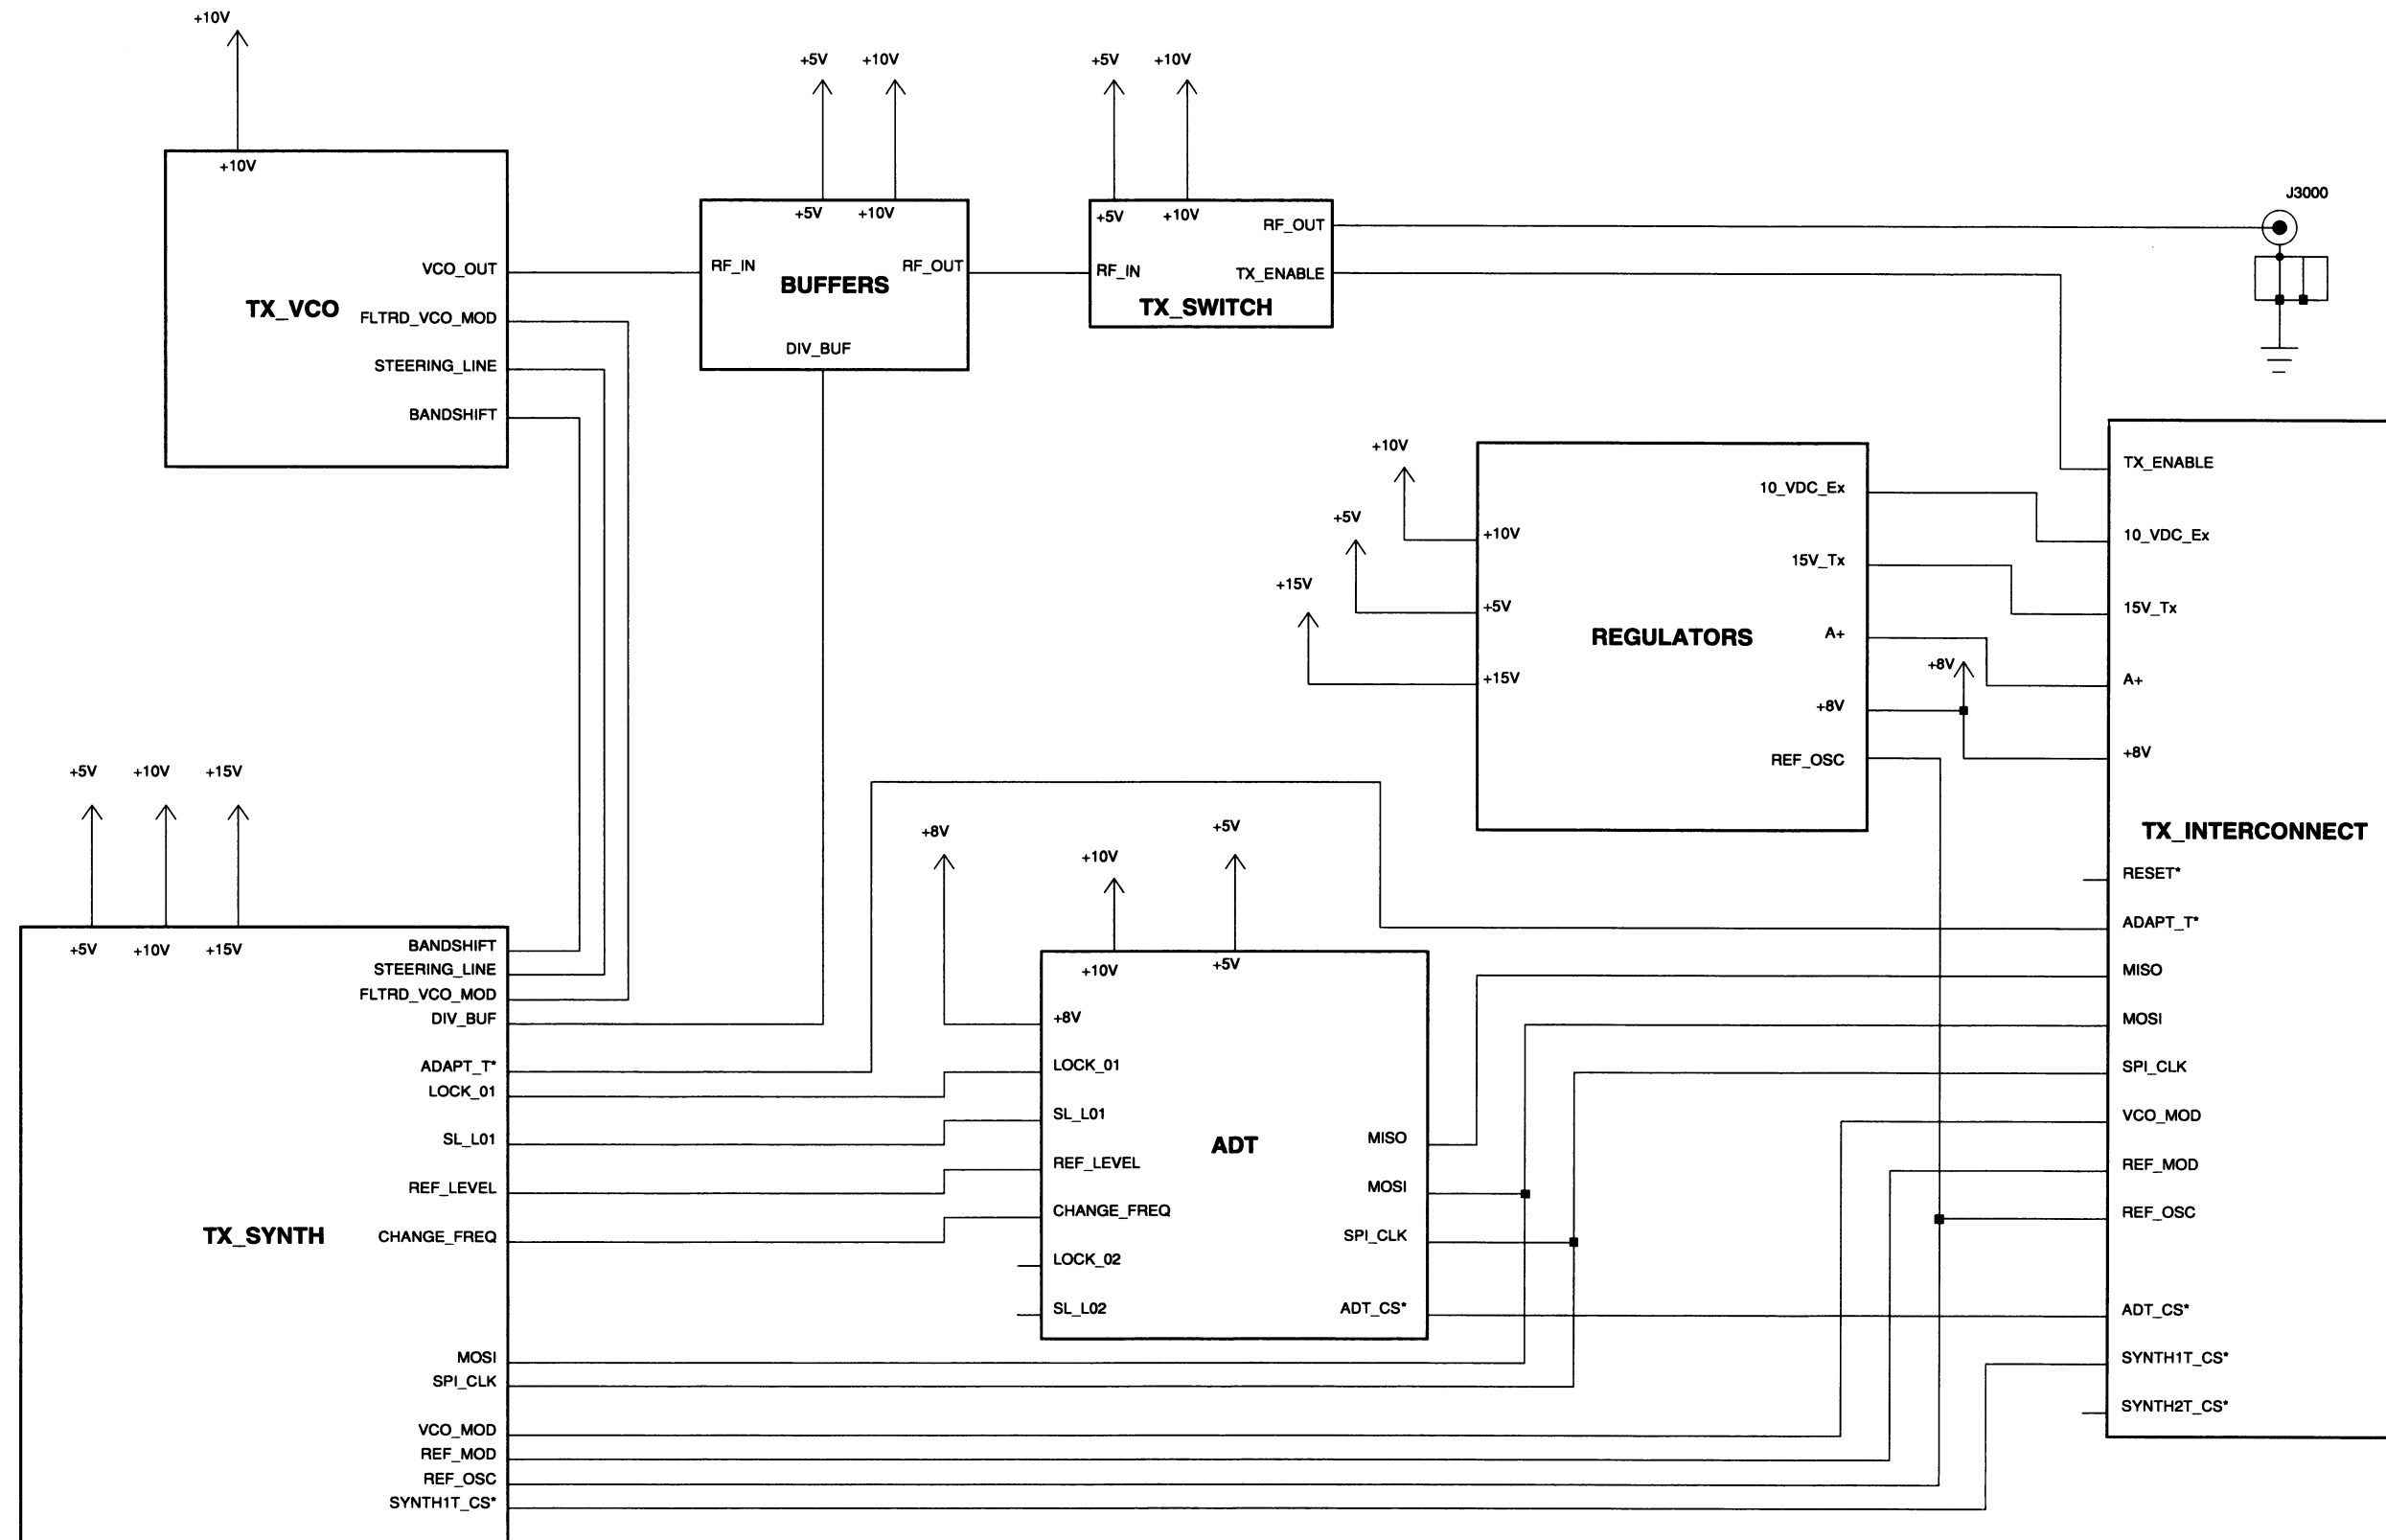 +10V
+10V
VCO_OUT
TX_VCO
FLTRD_VCO_MOD
STEERING_LINE
BANDSHIFT
+5V
+10V
+5V
+10V
RF_IN
RF_OUT
BUFFERS
DIV_BUF
+5V
+10V
+5V
+10V
RF_OUT
RF_IN
TX_ENABLE
TX_SWITCH
J3000
+10V
+5V
+15V
+10V
+5V
+15V
10_VDC_Ex
15V_Tx
A+
+8V
REF_OSC
REGULATORS
+8V
TX_ENABLE
10_VDC_Ex
15V_Tx
A+
+8V
TX_INTERCONNECT
RESET*
ADAPT_T*
MISO
MOSI
SPI_CLK
VCO_MOD
REF_MOD
REF_OSC
ADT_CS*
SYNTH1T_CS*
SYNTH2T_CS*
+5V
+10V
+15V
+5V
+10V
+15V
BANDSHIFT
STEERING_LINE
FLTRD_VCO_MOD
DIV_BUF
ADAPT_T*
LOCK_01
SL_L01
REF_LEVEL
TX_SYNTH
CHANGE_FREQ
MOSI
SPI_CLK
VCO_MOD
REF_MOD
REF_OSC
SYNTH1T_CS*
+8V
+10V
+5V
+10V
+5V
+8V
LOCK_01
SL_L01
REF_LEVEL
CHANGE_FREQ
LOCK_02
SL_L02
ADT
MISO
MOSI
SPI_CLK
ADT_CS*